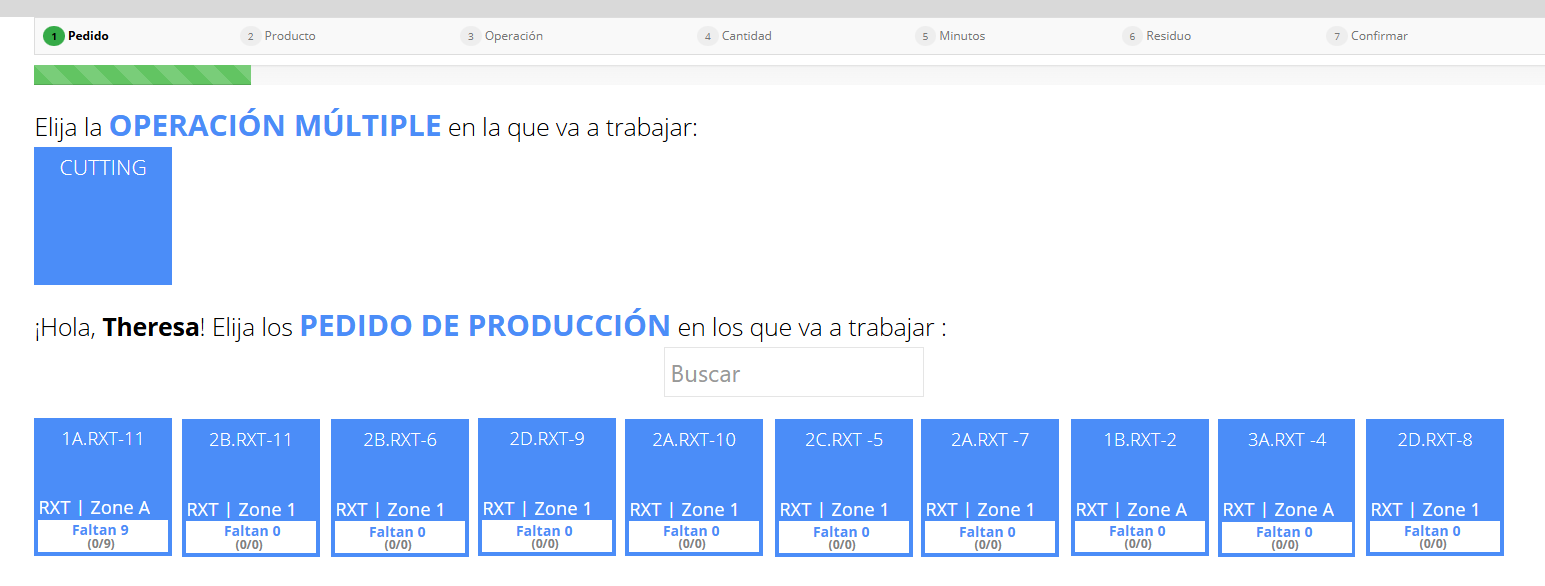 1 Pedido 2 Producto 3 Operación 4 Cantidad 5 Minutos 6 Residuo 7 Confirmar
Elija la OPERACIÓN MÚLTIPLE en la que va a trabajar:
CUTTING
¡Hola, Theresa! Elija los PEDIDO DE PRODUCCIÓN en los que va a trabajar :
Buscar
1A.RXT-11 2B.RXT-11 2B.RXT-6 2D.RXT-9 2A.RXT-10 2C.RXT -5 2A.RXT -7 1B.RXT-2 3A.RXT -4 2D.RXT-8
RXT | Zone A RXT | Zone 1 RXT | Zone 1 RXT | Zone 1 RXT | Zone 1 RXT | Zone 1 RXT | Zone 1 RXT | Zone A RXT | Zone A RXT | Zone 1
Faltan 9 Faltan 0 Faltan 0 Faltan 0 Faltan 0 Faltan 0 Faltan 0 Faltan 0 Faltan 0 Faltan 0
(0/9) (0/0) (0/0) (0/0) (0/0) (0/0) (0/0) (0/0) (0/0) (0/0)